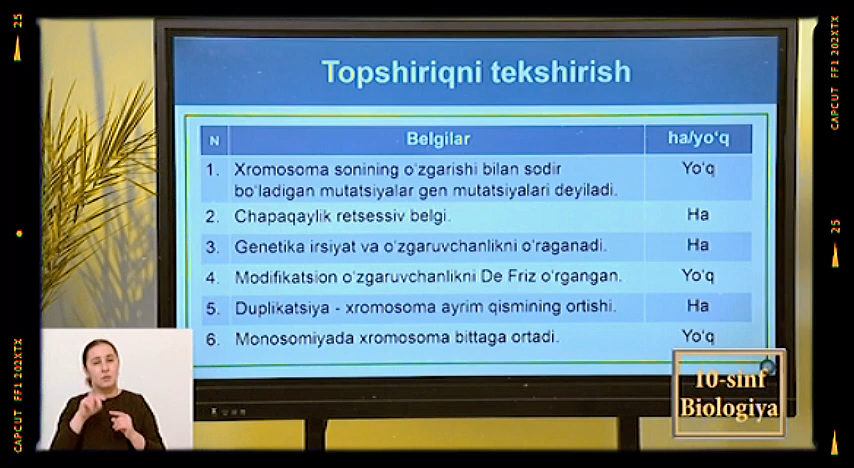 25
Topshiriqni tekshirish
N Belgilar ha/yo‘q
1. Xromosoma sonining o‘zgarishi bilan sodir bo‘ladigan mutatsiyalar gen mutatsiyalari deyiladi. Yo‘q
2. Chapaqaylik retsessiv belgi. Ha
3. Genetika irsiyat va o‘zgaruvchanlikni o‘raganadi. Ha
4. Modifikatsion o‘zgaruvchanlikni De Friz o‘rgangan. Yo‘q
5. Duplikatsiya - xromosoma ayrim qismining ortishi. Ha
6. Monosomiyada xromosoma bittaga ortadi. Yo‘q
10-sinf
Biologiya
CAPCUT FF1 202XTX
CAPCUT FF1 202XTX
25